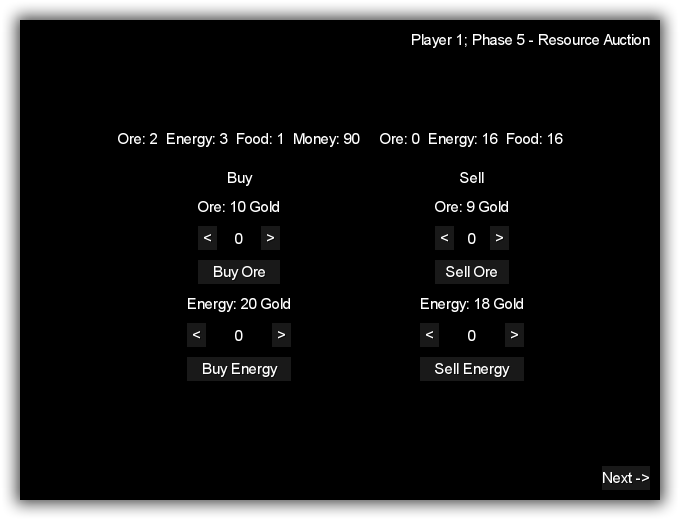 Player 1; Phase 5 - Resource Auction
Ore: 2 Energy: 3 Food: 1 Money: 90 Ore: 0 Energy: 16 Food: 16
Buy Sell
Ore: 10 Gold Ore: 9 Gold
< 0 > < 0 >
Buy Ore Sell Ore
Energy: 20 Gold Energy: 18 Gold
< 0 > < 0 >
Buy Energy Sell Energy
Next ->